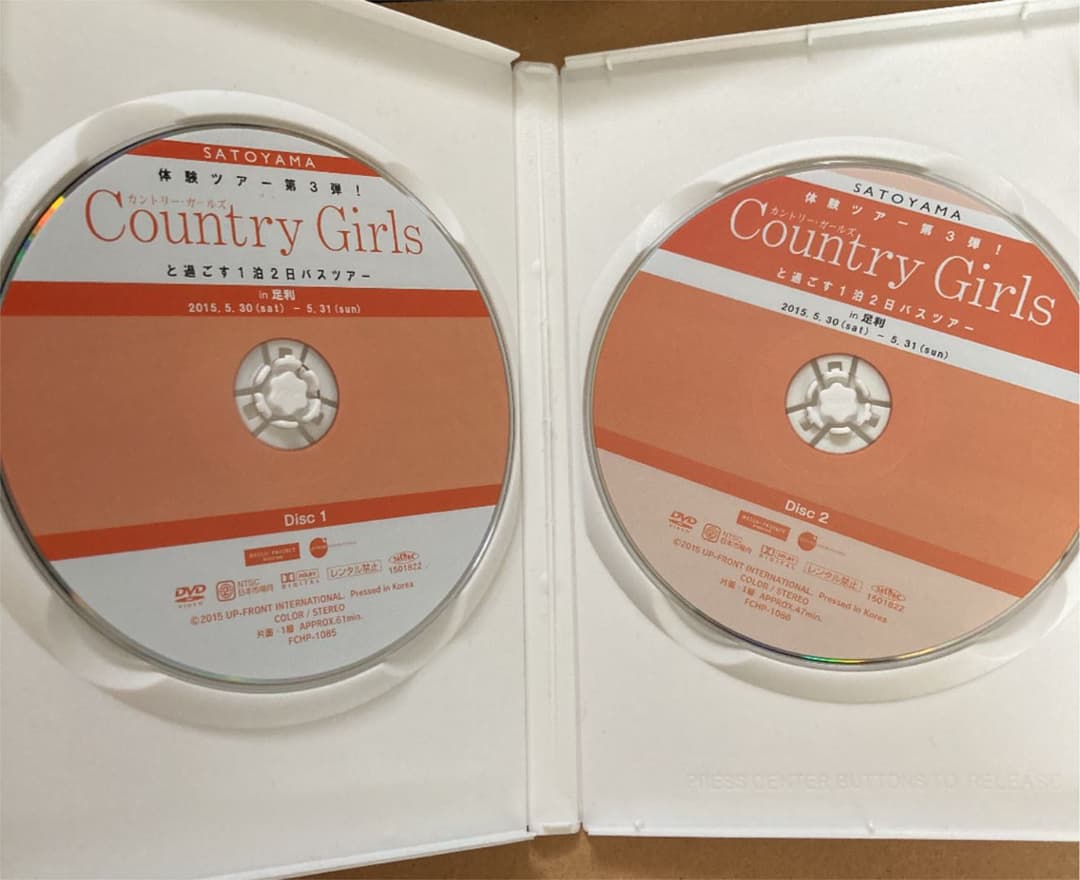 SATOYAMA
体験ツアー第3弾!
カントリー・ガールズ
Country Girls
と過ごす1泊2日バスツアー
in 足利
2015.5.30(sat) - 5.31(sun)
Disc 1
HELLO! PROJECT
DVD
VIDEO
NTSC
日本市場向
DOLBY
DIGITAL
レンタル禁止
1501822
©2015 UP-FRONT INTERNATIONAL. Pressed in Korea
COLOR / STEREO
片面・1層 APPROX.61min.
FCHP-1085
SATOYAMA
体験ツアー第3弾!
カントリー・ガールズ
Country Girls
と過ごす1泊2日バスツアー
in 足利
2015.5.30(sat) - 5.31(sun)
Disc 2
HELLO! PROJECT
DVD
VIDEO
NTSC
日本市場向
DOLBY
DIGITAL
レンタル禁止
1501822
©2015 UP-FRONT INTERNATIONAL. Pressed in Korea
COLOR / STEREO
片面・1層 APPROX.47min.
FCHP-1086
PRESS CENTER BUTTONS TO RELEASE